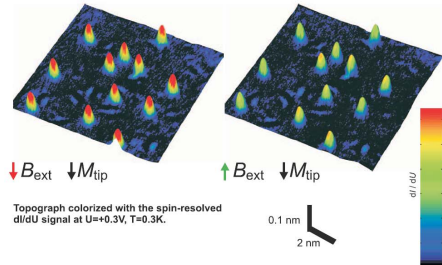 ↓B_ext ↓M_tip ↑B_ext ↓M_tip
Topograph colorized with the spin-resolved
dI/dU signal at U=+0.3V, T=0.3K.
0.1 nm
2 nm
dI / dU